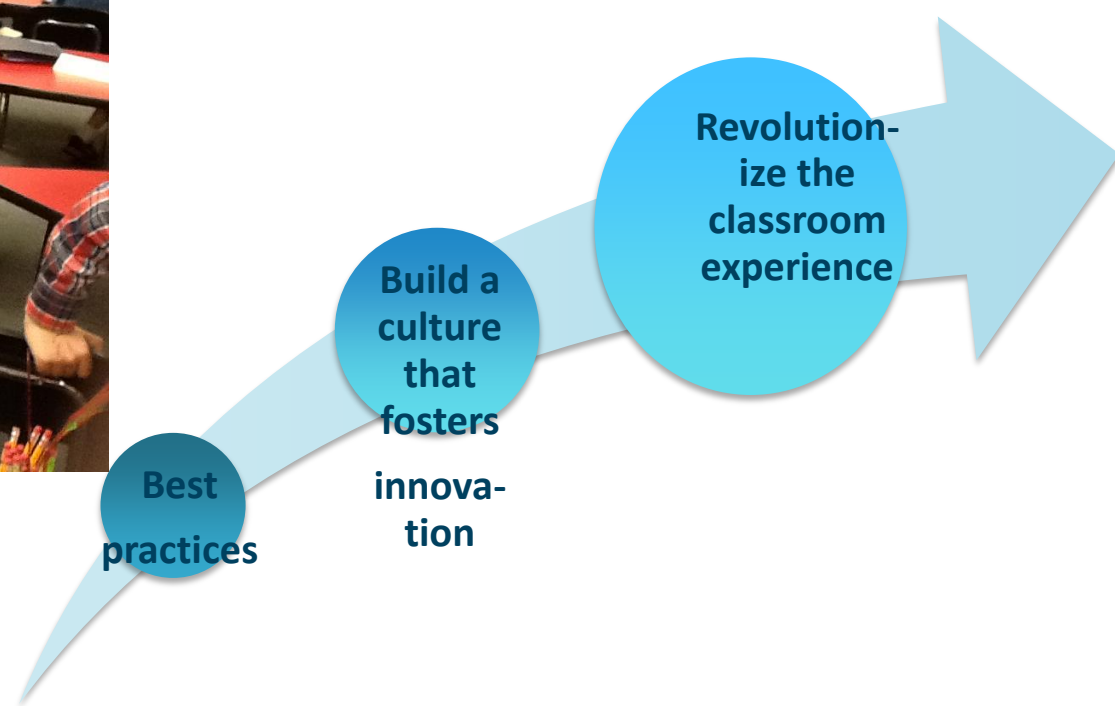 Best
practices
Build a
culture
that
fosters
innova-
tion
Revolution-
ize the
classroom
experience